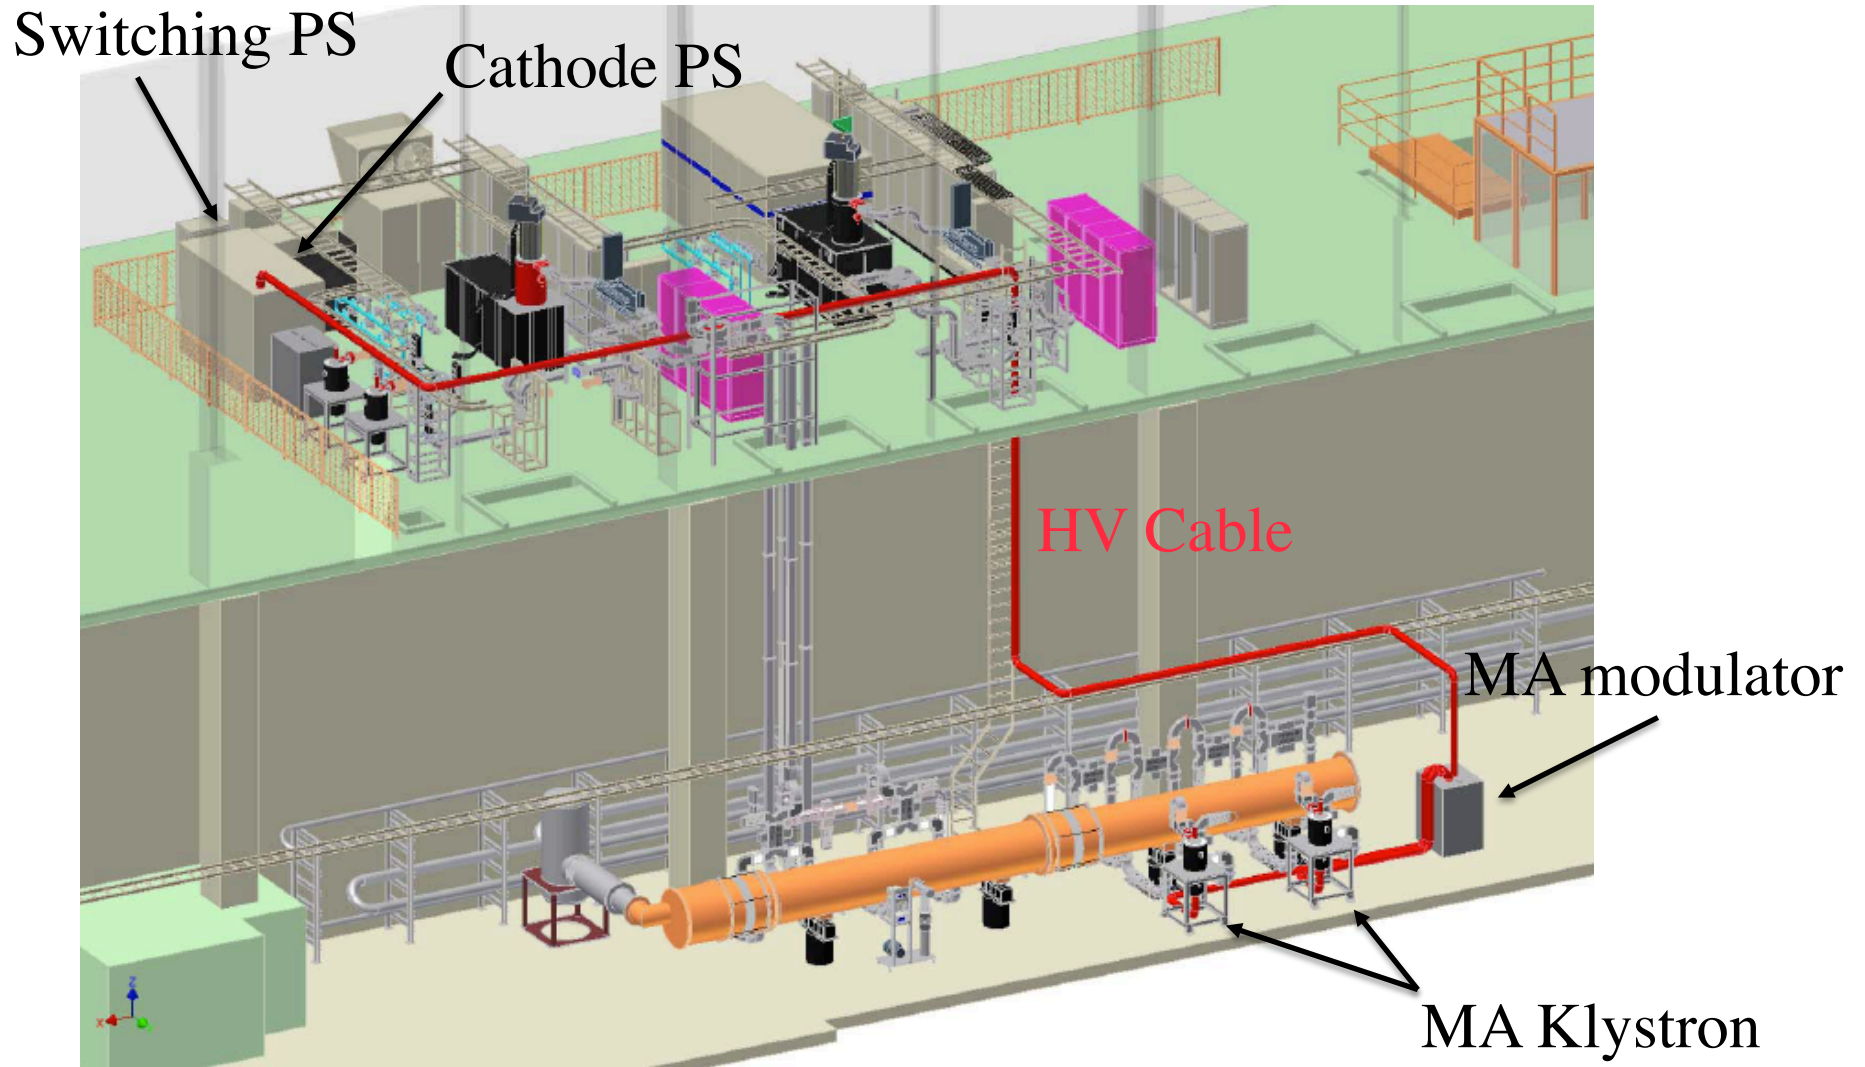 Switching PS
Cathode PS
HV Cable
MA modulator
MA Klystron
Z
X